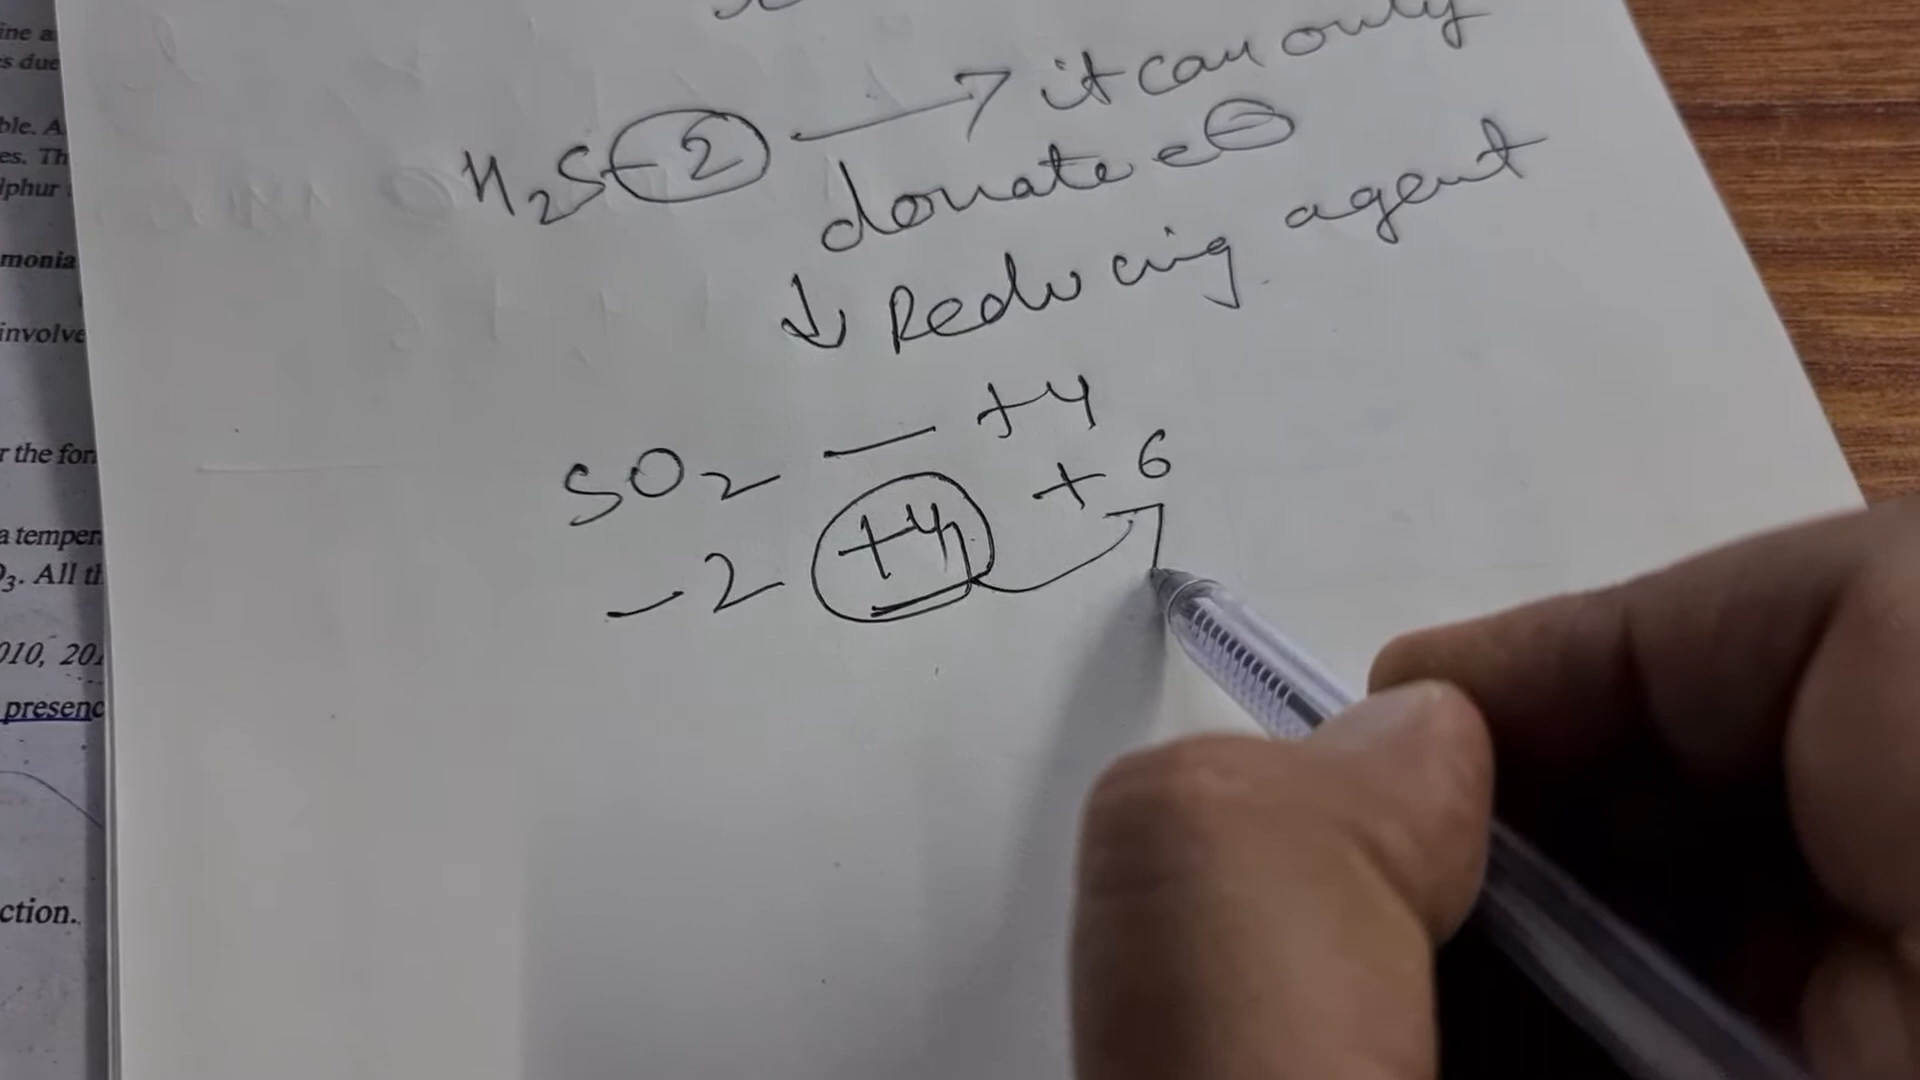 H2S -2 → it can only
donate e⊖
↓ Reducing agent
SO2 — +4
-2 +4 +6
ine a
s due
ble. A
es. Th
lphur
monia
involve
r the for
a temper
3. All th
010, 20
presenc
ction.